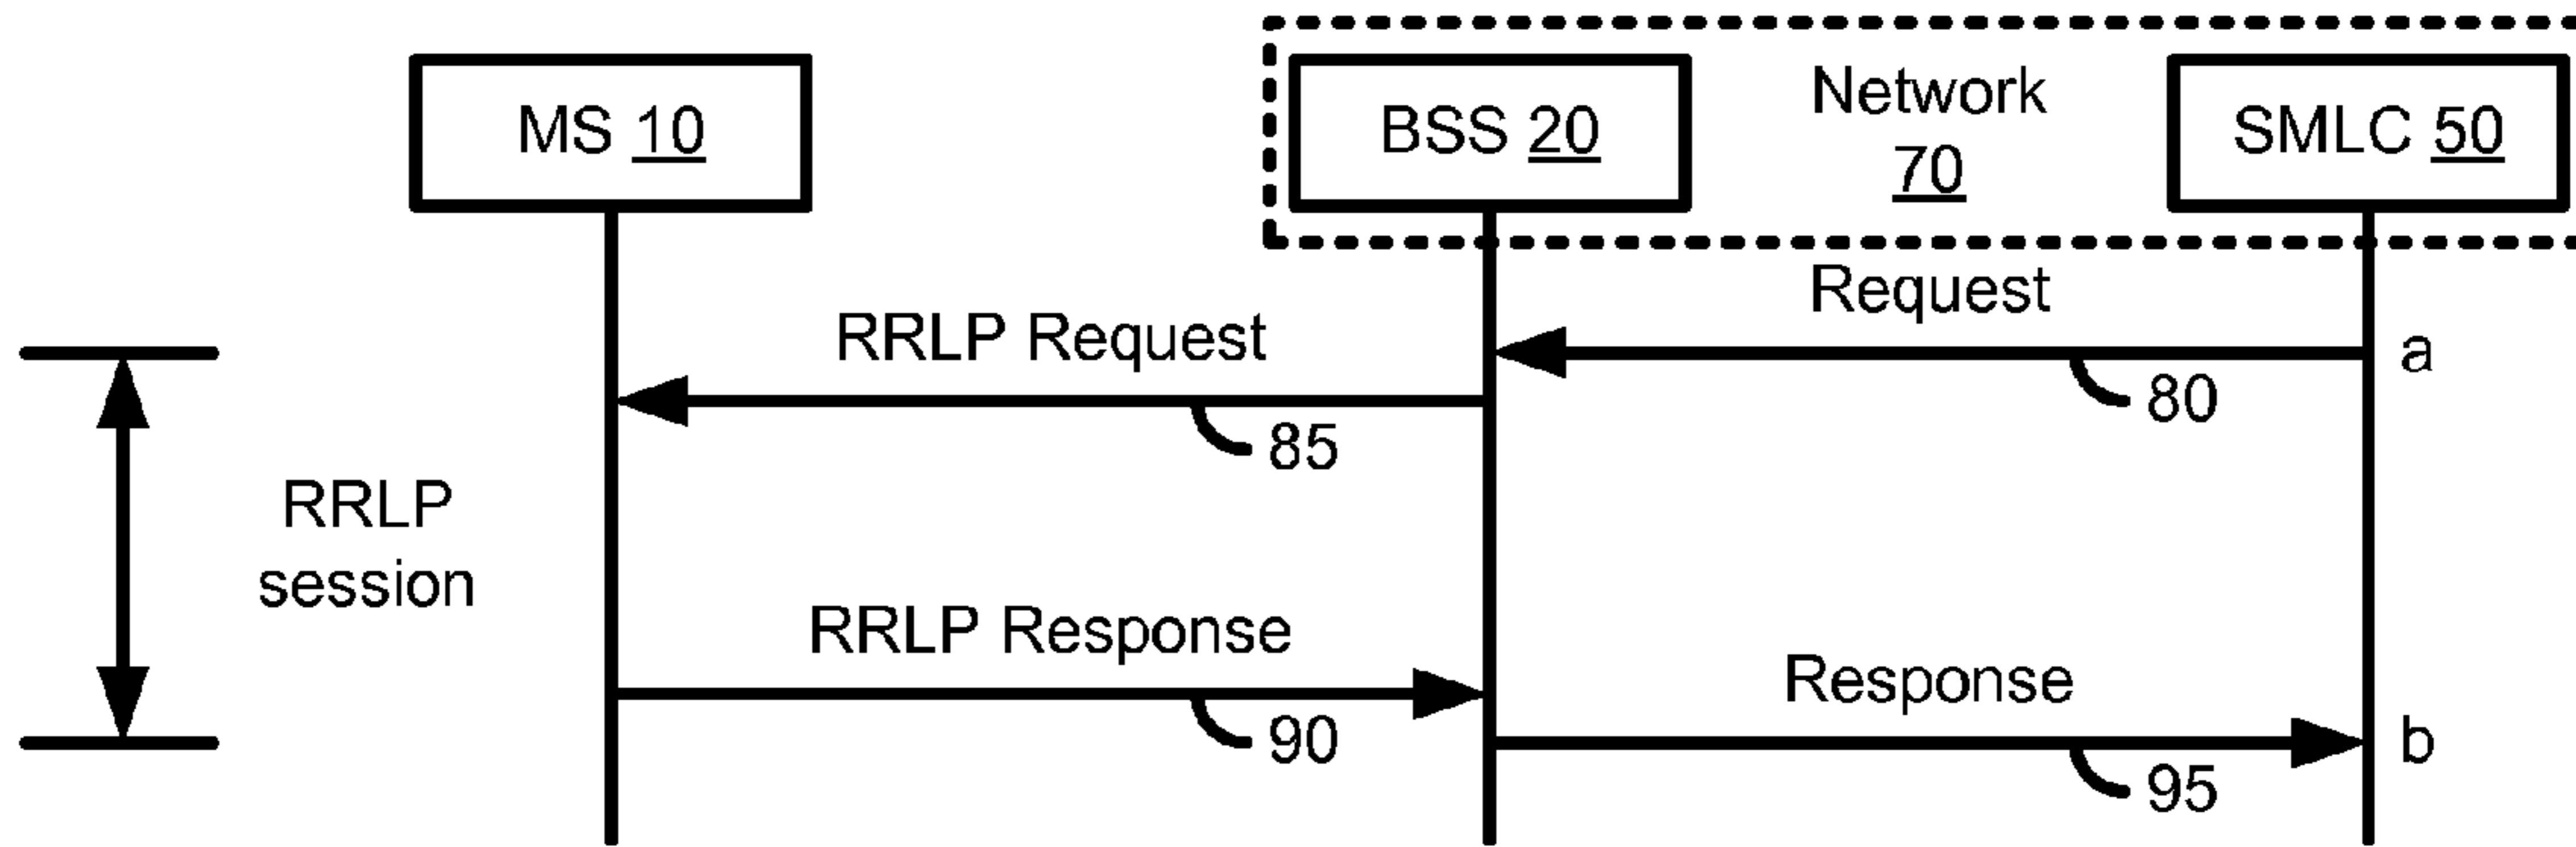 MS 10
BSS 20
Network
70
SMLC 50
Request
RRLP Request
a
80
85
RRLP
session
RRLP Response
Response
90
b
95